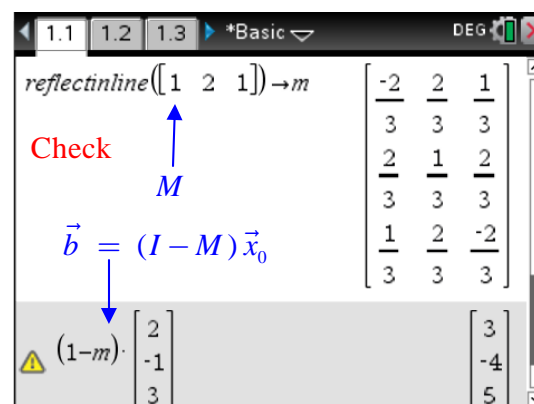 1.1 1.2 1.3 *Basic DEG
reflectinline([1 2 1])→m
[-2/3 2/3 1/3]
[2/3 1/3 2/3]
[1/3 2/3 -2/3]
Check
M
b⃗ = (I − M) x⃗₀
(1−m)· [2 -1 3]
[3 -4 5]